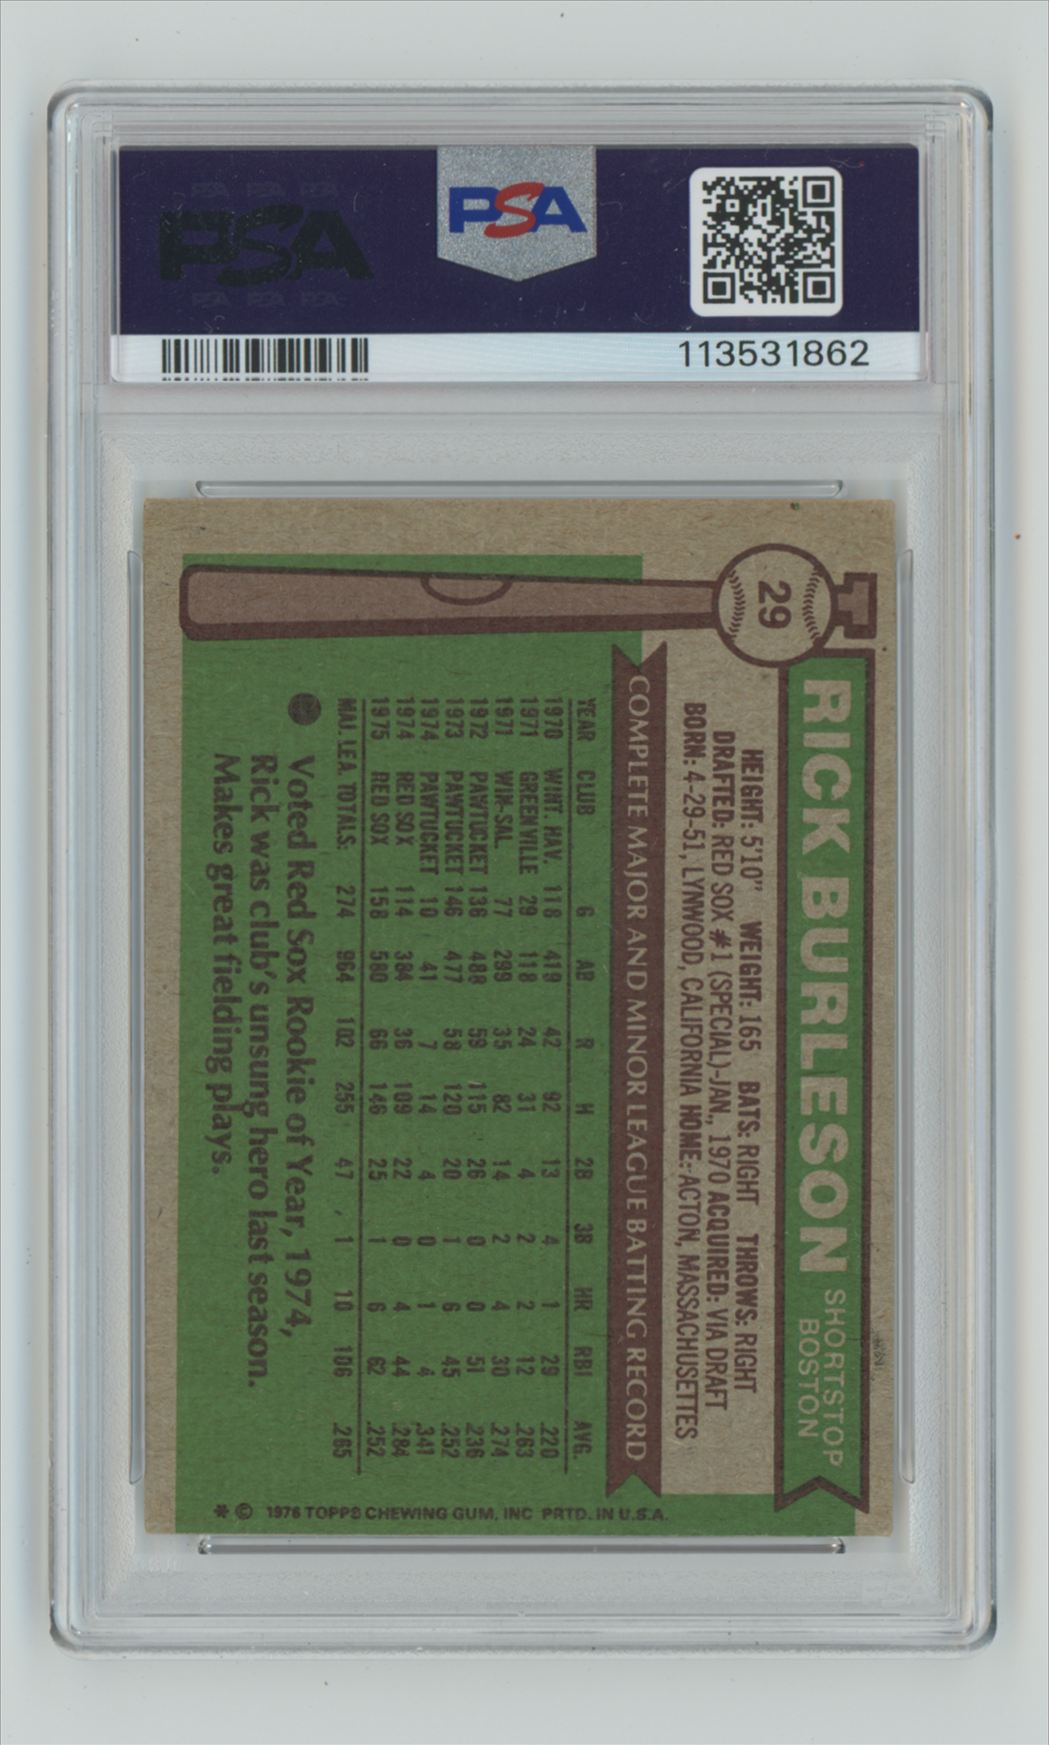 PSA PSA PSA
PSA
PSA PSA PSA
PSA
113531862
29
RICK BURLESON SHORTSTOP
BOSTON
HEIGHT: 5'10" WEIGHT: 165 BATS: RIGHT THROWS: RIGHT
DRAFTED: RED SOX #1 (SPECIAL)-JAN., 1970 ACQUIRED: VIA DRAFT
BORN: 4-29-51, LYNWOOD, CALIFORNIA HOME: ACTON, MASSACHUSETTES
COMPLETE MAJOR AND MINOR LEAGUE BATTING RECORD
YEAR CLUB G AB R H 2B 3B HR RBI AVG.
1970 WINT. HAV. 118 419 42 92 13 4 1 29 .220
1971 GREENVILLE 29 118 24 31 4 2 2 12 .263
1971 WIN-SAL. 77 299 35 82 14 2 4 30 .274
1972 PAWTUCKET 136 488 59 115 26 0 0 51 .236
1973 PAWTUCKET 146 477 58 120 20 1 6 45 .252
1974 PAWTUCKET 10 41 7 14 4 0 1 4 .341
1974 RED SOX 114 384 36 109 22 0 4 44 .284
1975 RED SOX 158 580 66 146 25 1 6 62 .252
MAJ. LEA. TOTALS. 274 964 102 255 47 1 10 106 .265
Voted Red Sox Rookie of Year, 1974,
Rick was club's unsung hero last season.
Makes great fielding plays.
* © 1976 TOPPS CHEWING GUM, INC PRTD. IN U.S.A.
PSA